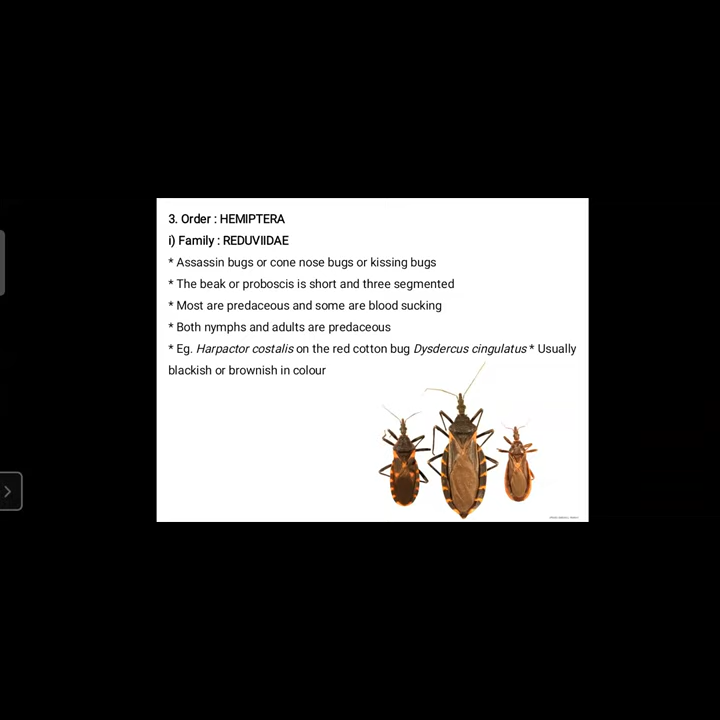 3. Order : HEMIPTERA
i) Family : REDUVIIDAE
* Assassin bugs or cone nose bugs or kissing bugs
* The beak or proboscis is short and three segmented
* Most are predaceous and some are blood sucking
* Both nymphs and adults are predaceous
* Eg. Harpactor costalis on the red cotton bug Dysdercus cingulatus * Usually
blackish or brownish in colour